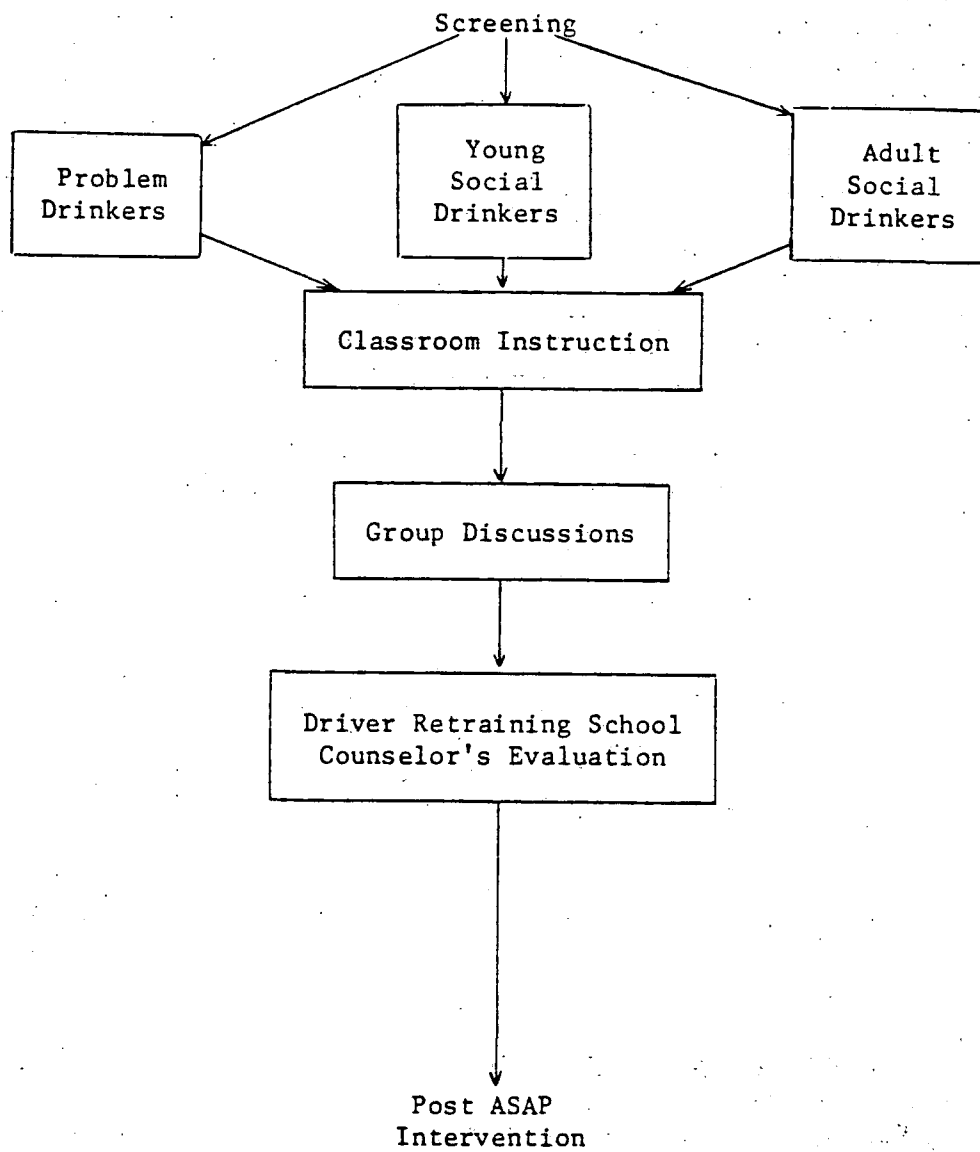 Screening
Problem
Drinkers
Young
Social
Drinkers
Adult
Social
Drinkers
Classroom Instruction
Group Discussions
Driver Retraining School
Counselor's Evaluation
Post ASAP
Intervention